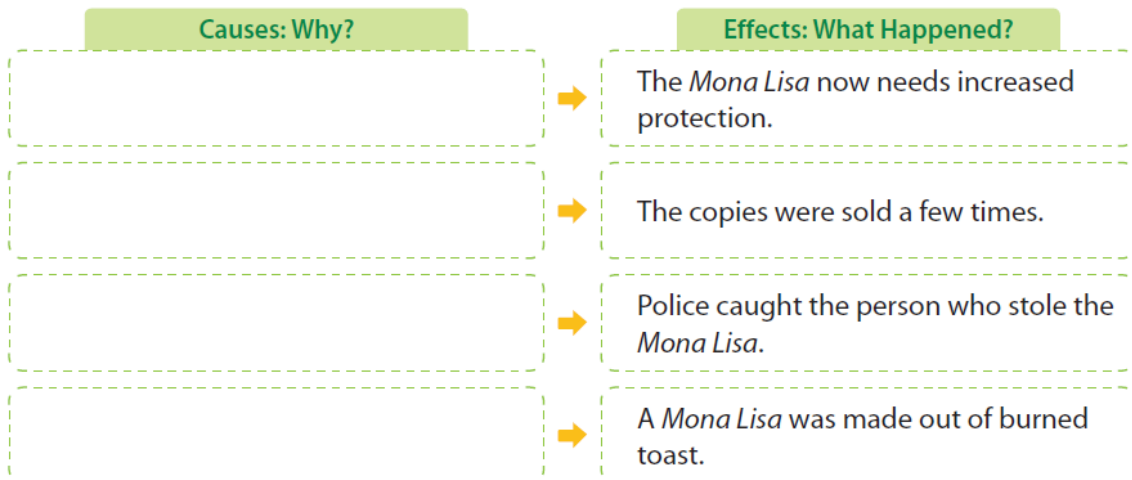 Causes: Why?
Effects: What Happened?
The Mona Lisa now needs increased
protection.
The copies were sold a few times.
Police caught the person who stole the
Mona Lisa.
A Mona Lisa was made out of burned
toast.